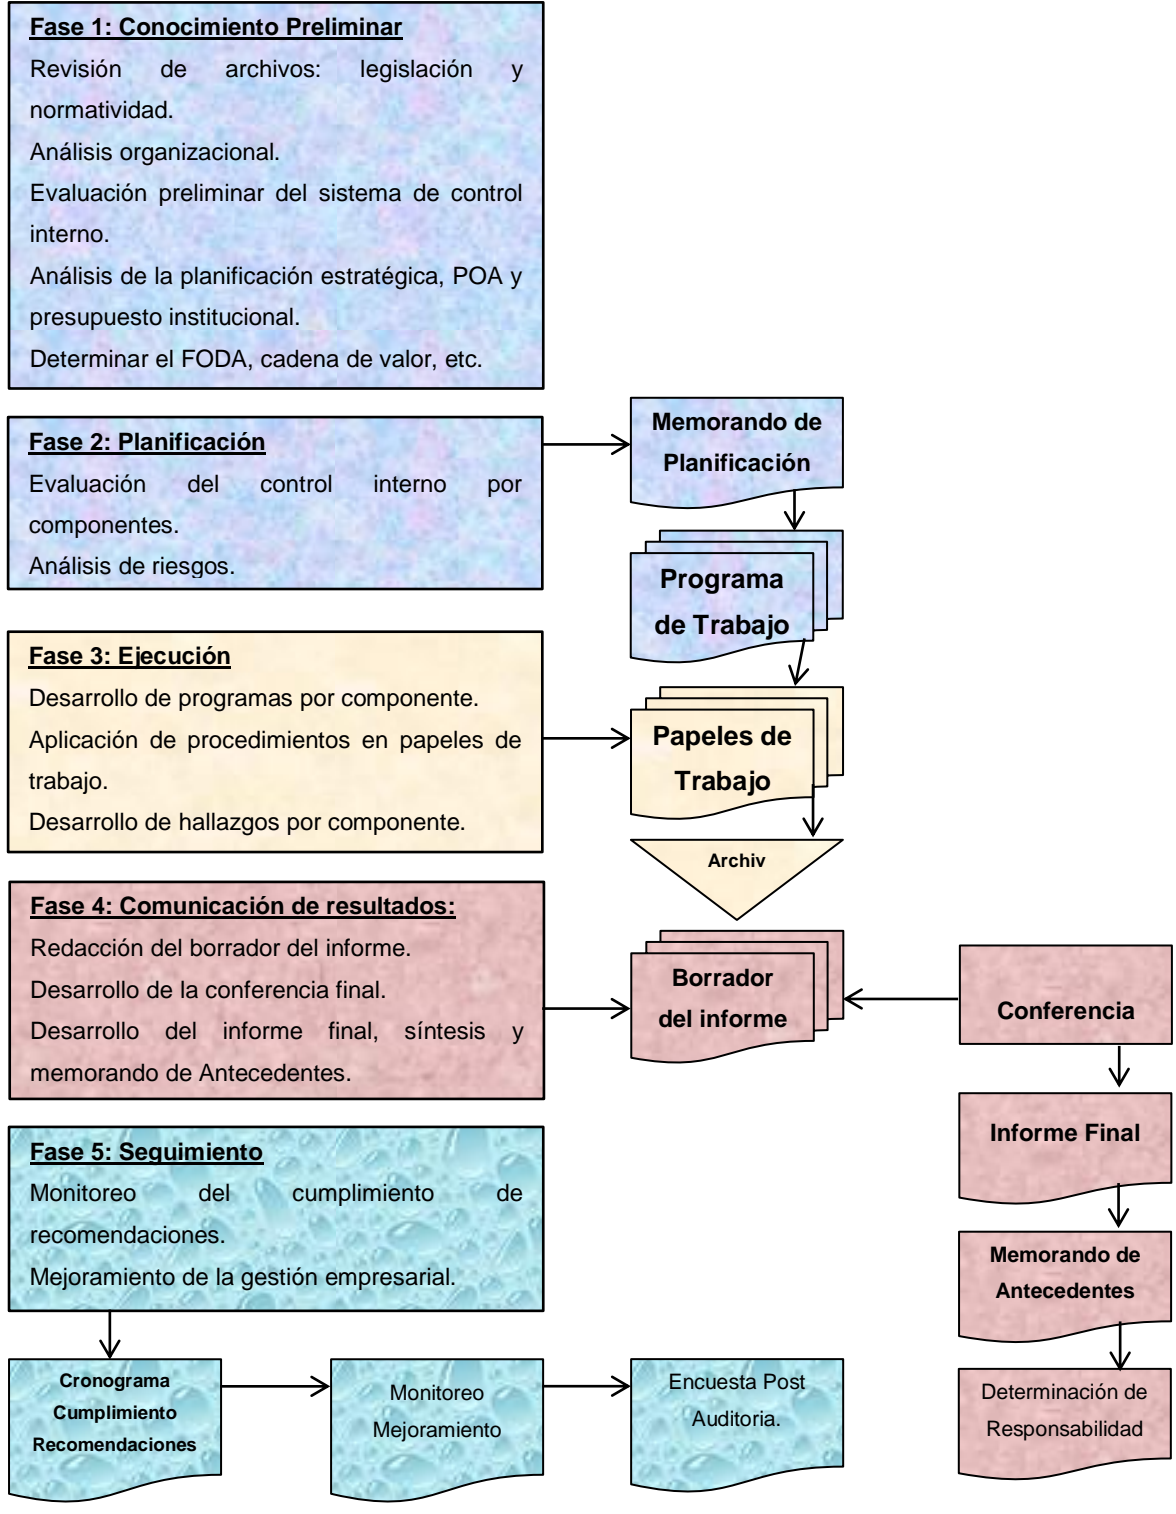 Fase 1: Conocimiento Preliminar
Revisión de archivos: legislación y
normatividad.
Análisis organizacional.
Evaluación preliminar del sistema de control
interno.
Análisis de la planificación estratégica, POA y
presupuesto institucional.
Determinar el FODA, cadena de valor, etc.
Fase 2: Planificación
Evaluación del control interno por
componentes.
Análisis de riesgos.
Memorando de
Planificación
Programa
de Trabajo
Fase 3: Ejecución
Desarrollo de programas por componente.
Aplicación de procedimientos en papeles de
trabajo.
Desarrollo de hallazgos por componente.
Papeles de
Trabajo
Archiv
Fase 4: Comunicación de resultados:
Redacción del borrador del informe.
Desarrollo de la conferencia final.
Desarrollo del informe final, síntesis y
memorando de Antecedentes.
Borrador
del informe
Conferencia
Informe Final
Memorando de
Antecedentes
Determinación de
Responsabilidad
Fase 5: Seguimiento
Monitoreo del cumplimiento de
recomendaciones.
Mejoramiento de la gestión empresarial.
Cronograma
Cumplimiento
Recomendaciones
Monitoreo
Mejoramiento
Encuesta Post
Auditoria.